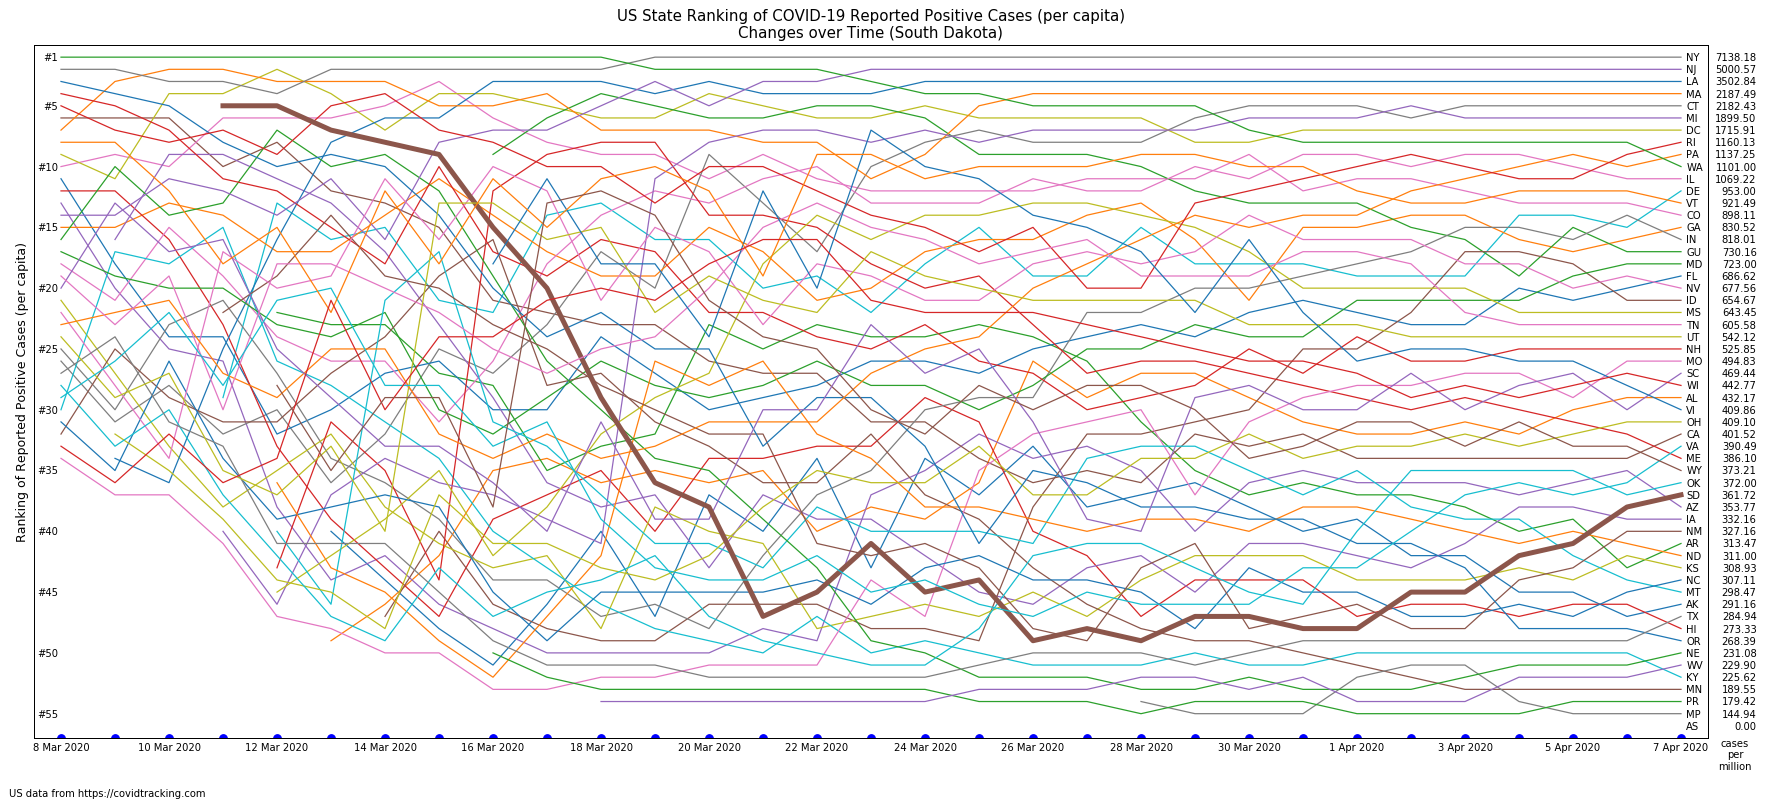 US State Ranking of COVID-19 Reported Positive Cases (per capita)
Changes over Time (South Dakota)
Ranking of Reported Positive Cases (per capita)
#1
#5
#10
#15
#20
#25
#30
#35
#40
#45
#50
#55
NY 7138.18
NJ 5000.57
LA 3502.84
MA 2187.49
CT 2182.43
MI 1899.50
DC 1715.91
RI 1160.13
PA 1137.25
WA 1101.00
IL 1069.22
DE 953.00
VT 921.49
CO 898.11
GA 830.52
IN 818.01
GU 730.16
MD 723.00
FL 686.62
NV 677.56
ID 654.67
MS 643.45
TN 605.58
UT 542.12
NH 525.85
MO 494.83
SC 469.44
WI 442.77
AL 432.17
VI 409.86
OH 409.10
CA 401.52
VA 390.49
ME 386.10
WY 373.21
OK 372.00
SD 361.72
AZ 353.77
IA 332.16
NM 327.16
AR 313.47
ND 311.00
KS 308.93
NC 307.11
MT 298.47
AK 291.16
TX 284.94
HI 273.33
OR 268.39
NE 231.08
WV 229.90
KY 225.62
MN 189.55
PR 179.42
MP 144.94
AS 0.00
8 Mar 2020 10 Mar 2020 12 Mar 2020 14 Mar 2020 16 Mar 2020 18 Mar 2020 20 Mar 2020 22 Mar 2020 24 Mar 2020 26 Mar 2020 28 Mar 2020 30 Mar 2020 1 Apr 2020 3 Apr 2020 5 Apr 2020 7 Apr 2020
cases
per
million
US data from https://covidtracking.com